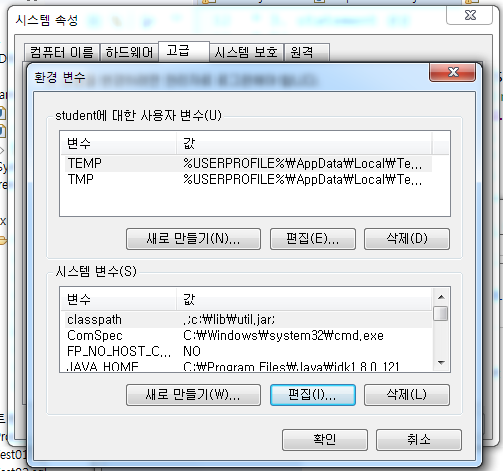 시스템 속성
컴퓨터 이름 하드웨어 고급 시스템 보호 원격
환경 변수
student에 대한 사용자 변수(U)
변수 값
TEMP %USERPROFILE%₩AppData₩Local₩Te...
TMP %USERPROFILE%₩AppData₩Local₩Te...
새로 만들기(N)... 편집(E)... 삭제(D)
시스템 변수(S)
변수 값
classpath .;c:₩lib₩util.jar;
ComSpec C:₩Windows₩system32₩cmd.exe
FP_NO_HOST_C... NO
JAVA_HOME C:₩Program Files₩Java₩jdk1.8.0_121
새로 만들기(W)... 편집(I)... 삭제(L)
확인 취소